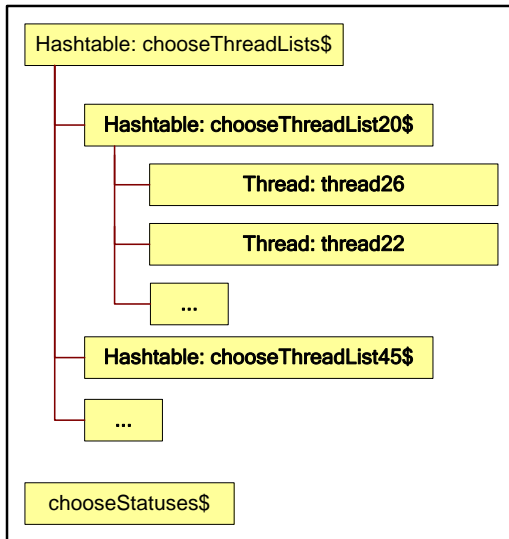 Hashtable: chooseThreadLists$
Hashtable: chooseThreadList20$
Thread: thread26
Thread: thread22
...
Hashtable: chooseThreadList45$
...
chooseStatuses$